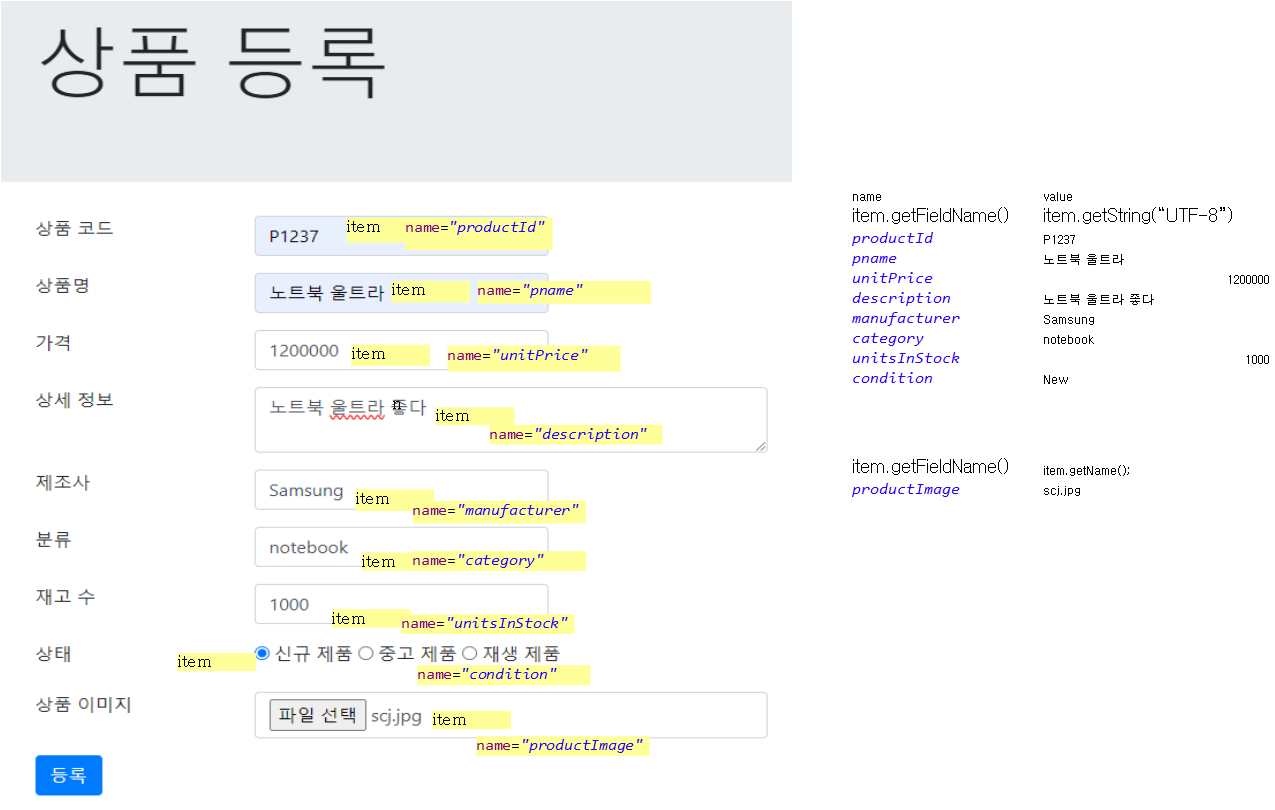 상품 등록
상품 코드 P1237 item name="productId"
상품명 노트북 울트라 item name="pname"
가격 1200000 item name="unitPrice"
상세 정보 노트북 울트라 좋다 item
name="description"
제조사 Samsung item
name="manufacturer"
분류 notebook
item name="category"
재고 수 1000
item name="unitsInStock"
상태 신규 제품 중고 제품 재생 제품
item
name="condition"
상품 이미지 파일 선택 scj.jpg item
name="productImage"
등록
name value
item.getFieldName() item.getString(“UTF-8”)
productId P1237
pname 노트북 울트라
unitPrice 1200000
description 노트북 울트라 좋다
manufacturer Samsung
category notebook
unitsInStock 1000
condition New
item.getFieldName() item.getName();
productImage scj.jpg